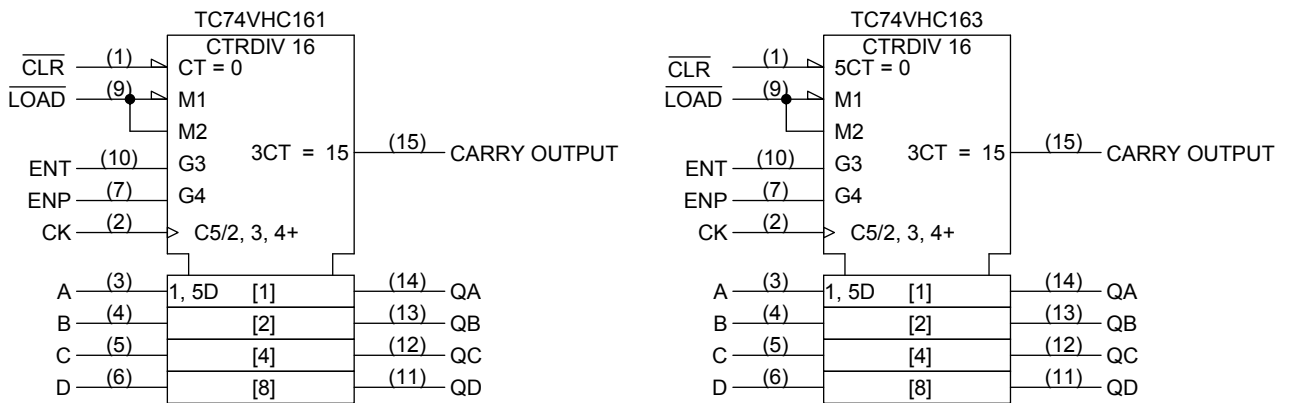 TC74VHC161
CTRDIV 16
CLR (1) CT = 0
LOAD (9) M1
M2
ENT (10) G3
3CT = 15 (15) CARRY OUTPUT
ENP (7) G4
CK (2) C5/2, 3, 4+
A (3) 1, 5D [1] (14) QA
B (4) [2] (13) QB
C (5) [4] (12) QC
D (6) [8] (11) QD
TC74VHC163
CTRDIV 16
CLR (1) 5CT = 0
LOAD (9) M1
M2
ENT (10) G3
3CT = 15 (15) CARRY OUTPUT
ENP (7) G4
CK (2) C5/2, 3, 4+
A (3) 1, 5D [1] (14) QA
B (4) [2] (13) QB
C (5) [4] (12) QC
D (6) [8] (11) QD